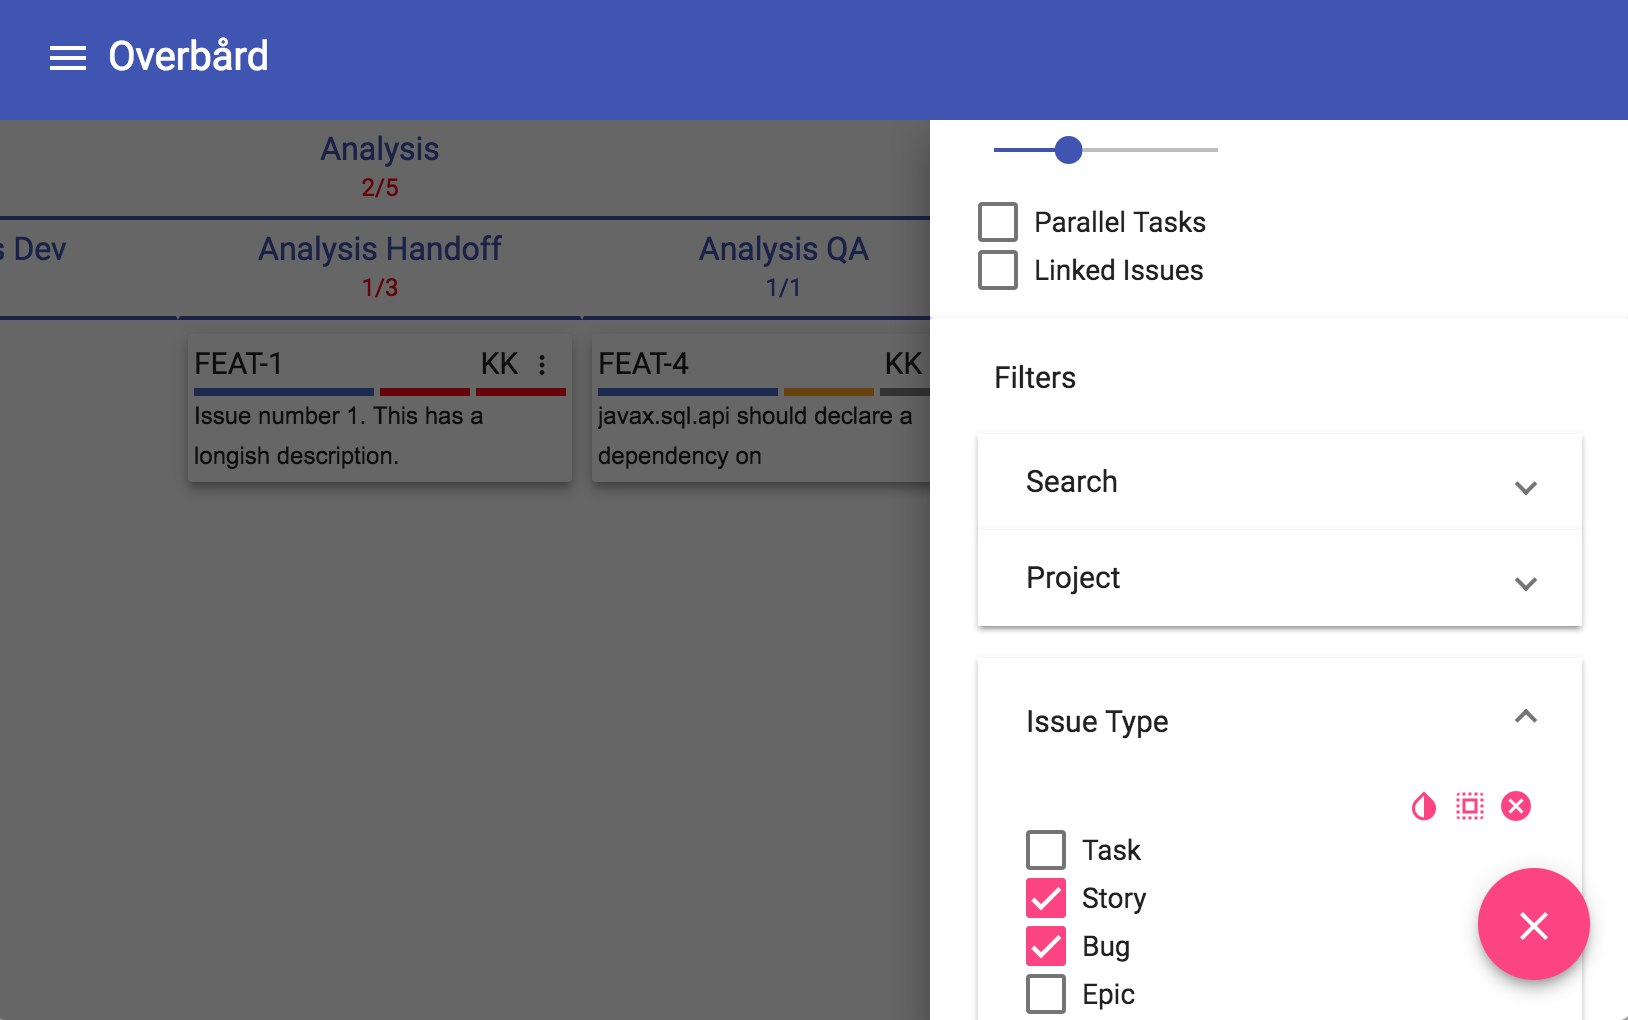 Overbård
Analysis
2/5
s Dev
Analysis Handoff
1/3
Analysis QA
1/1
FEAT-1 KK
Issue number 1. This has a
longish description.
FEAT-4 KK
javax.sql.api should declare a
dependency on
Parallel Tasks
Linked Issues
Filters
Search
Project
Issue Type
Task
Story
Bug
Epic